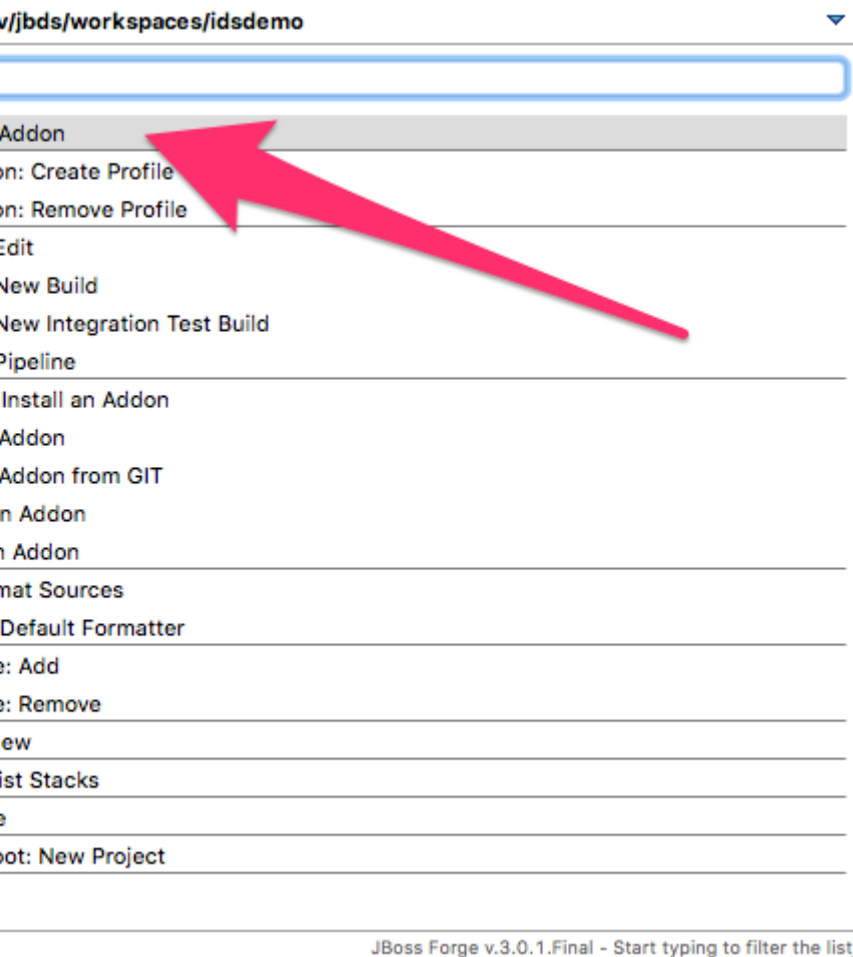 v/jbds/workspaces/idsdemo
Addon
on: Create Profile
on: Remove Profile
Edit
New Build
New Integration Test Build
Pipeline
Install an Addon
Addon
Addon from GIT
n Addon
n Addon
mat Sources
Default Formatter
e: Add
e: Remove
ew
ist Stacks
e
oot: New Project
JBoss Forge v.3.0.1.Final - Start typing to filter the list